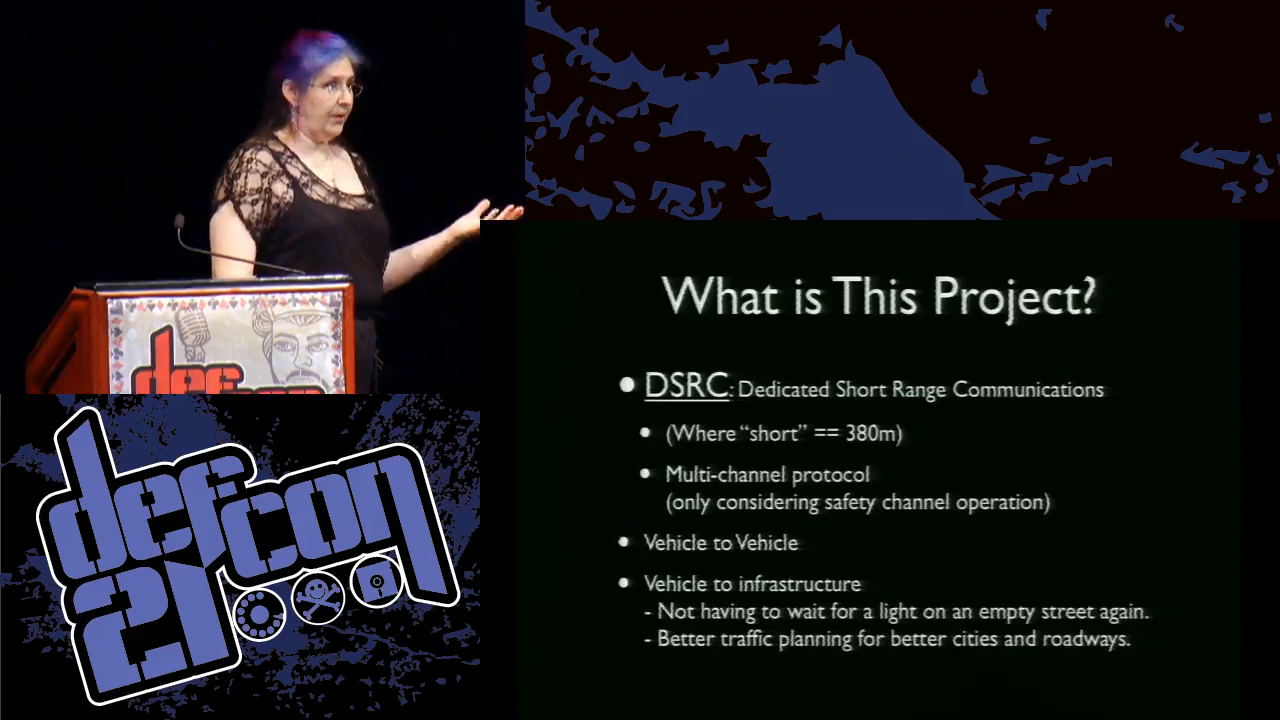 What is This Project?
DSRC: Dedicated Short Range Communications
(Where “short” == 380m)
Multi-channel protocol
(only considering safety channel operation)
Vehicle to Vehicle
Vehicle to infrastructure
- Not having to wait for a light on an empty street again.
- Better traffic planning for better cities and roadways.
def
con
defcon
21